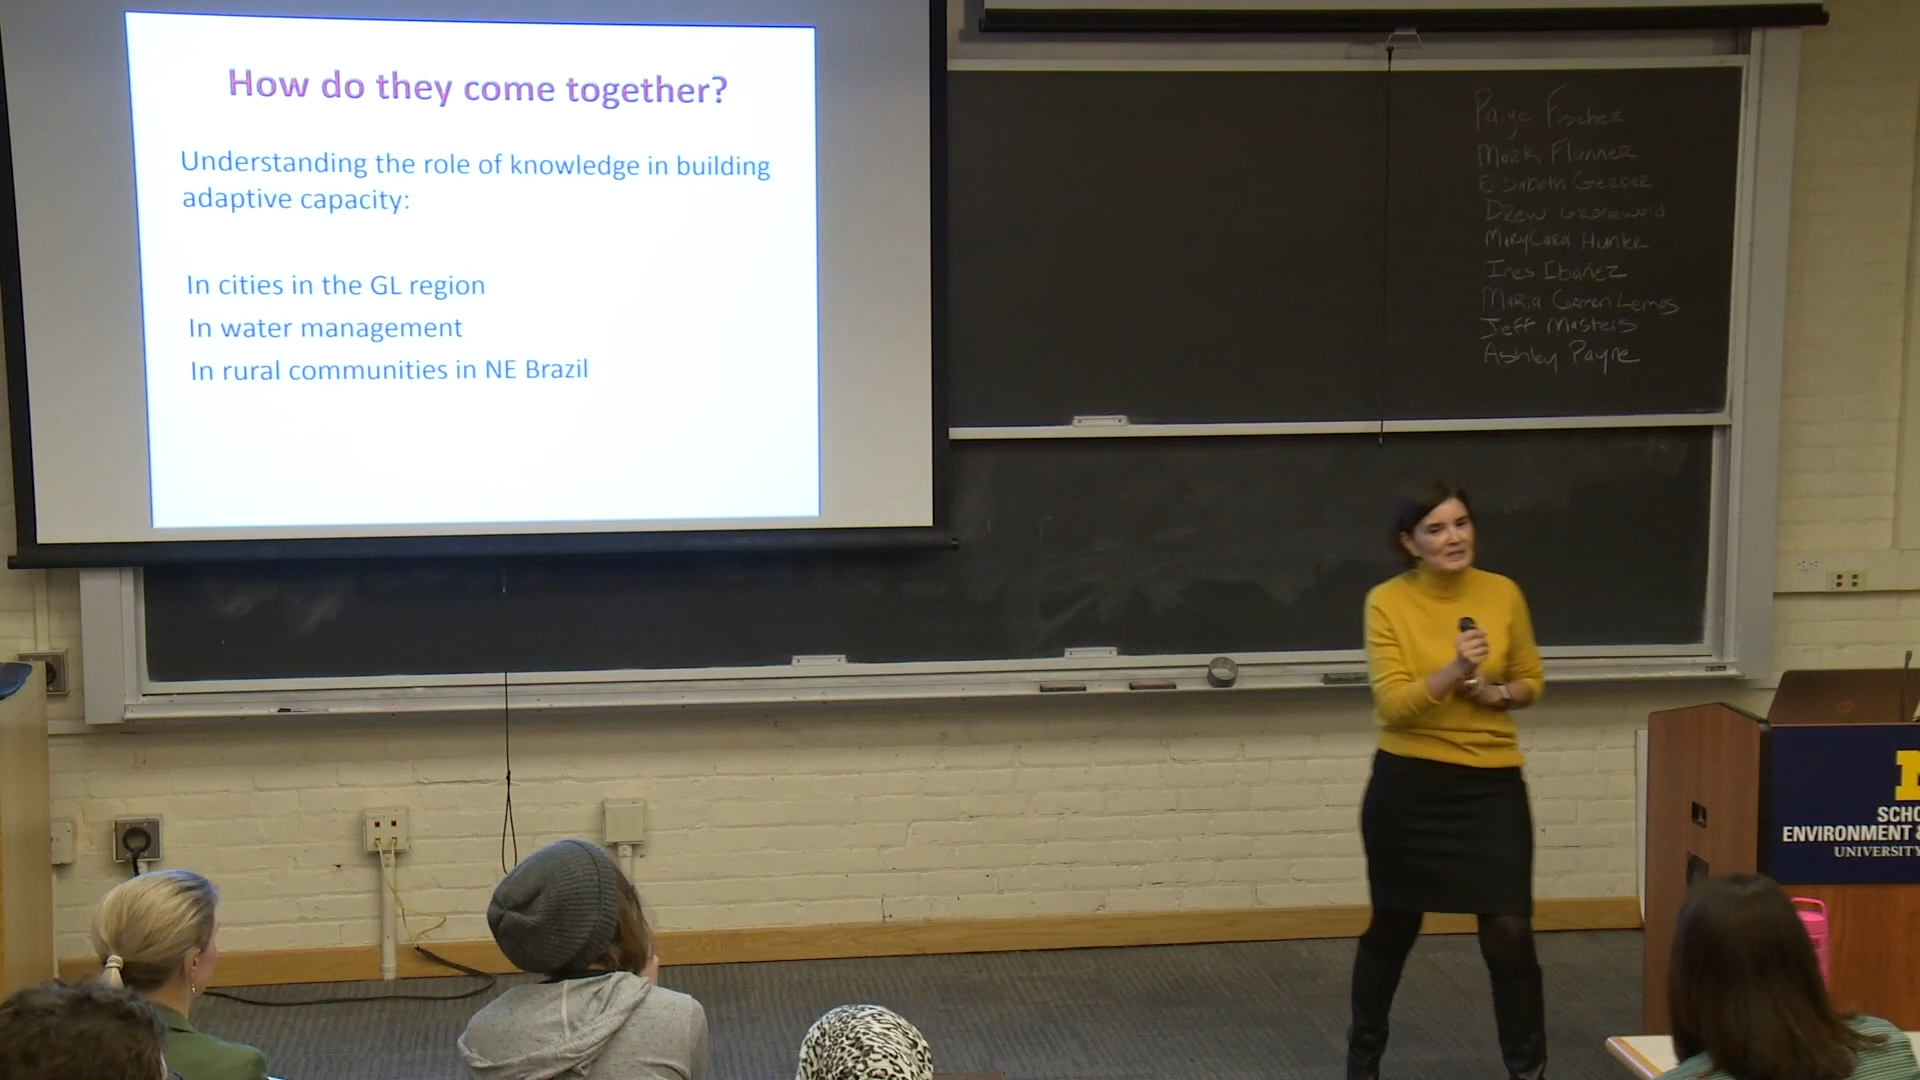 How do they come together?
Understanding the role of knowledge in building
adaptive capacity:
In cities in the GL region
In water management
In rural communities in NE Brazil
Paige Fischer
Mark Flanner
Elisabeth Gerber
Drew Gronewold
MaryCarol Hunter
Ines Ibáñez
Maria Carmen Lemos
Jeff Masters
Ashley Payne
SCHO
ENVIRONMENT &
UNIVERSITY